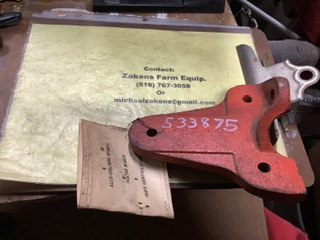 Contact:
Zakens Farm Equip.
(518) 767-3058
Or
michaelzakens@gmail.com
533875